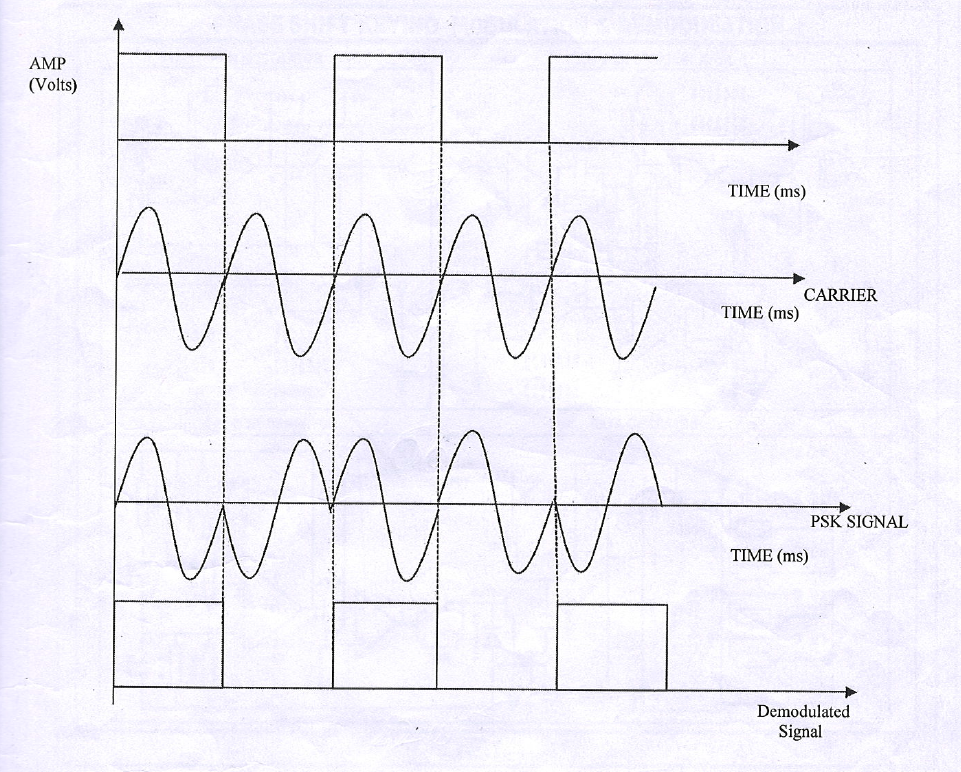 AMP
(Volts)
TIME (ms)
CARRIER
TIME (ms)
PSK SIGNAL
TIME (ms)
Demodulated
Signal